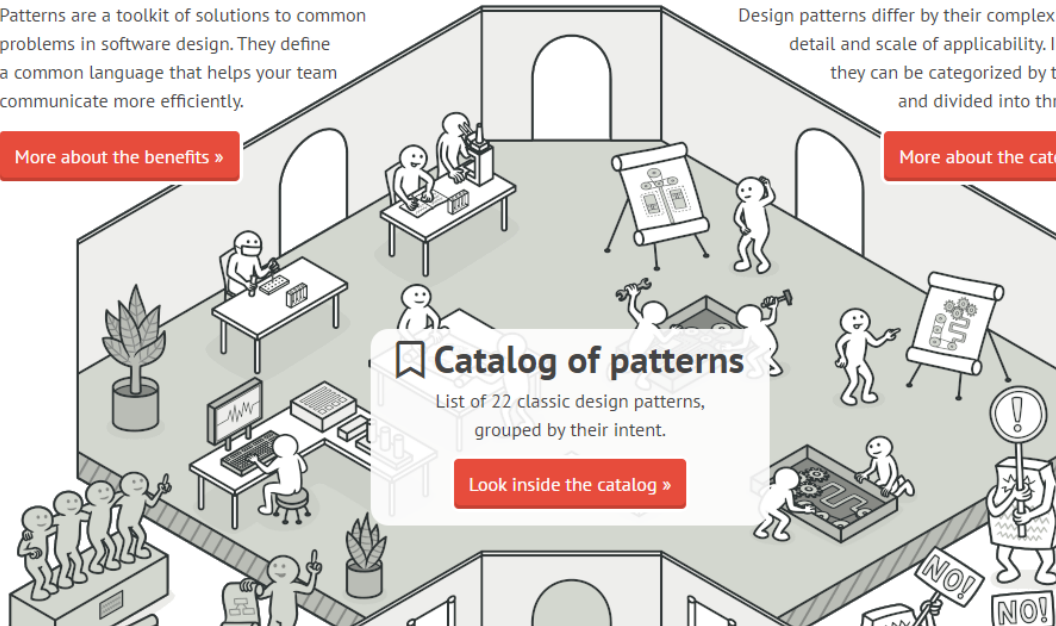 Patterns are a toolkit of solutions to common
problems in software design. They define
a common language that helps your team
communicate more efficiently.
More about the benefits »
Design patterns differ by their
detail and scale of applicability.
they can be categorized by
and divided into
More about the
Catalog of patterns
List of 22 classic design patterns,
grouped by their intent.
Look inside the catalog »
!
NO!
NO!